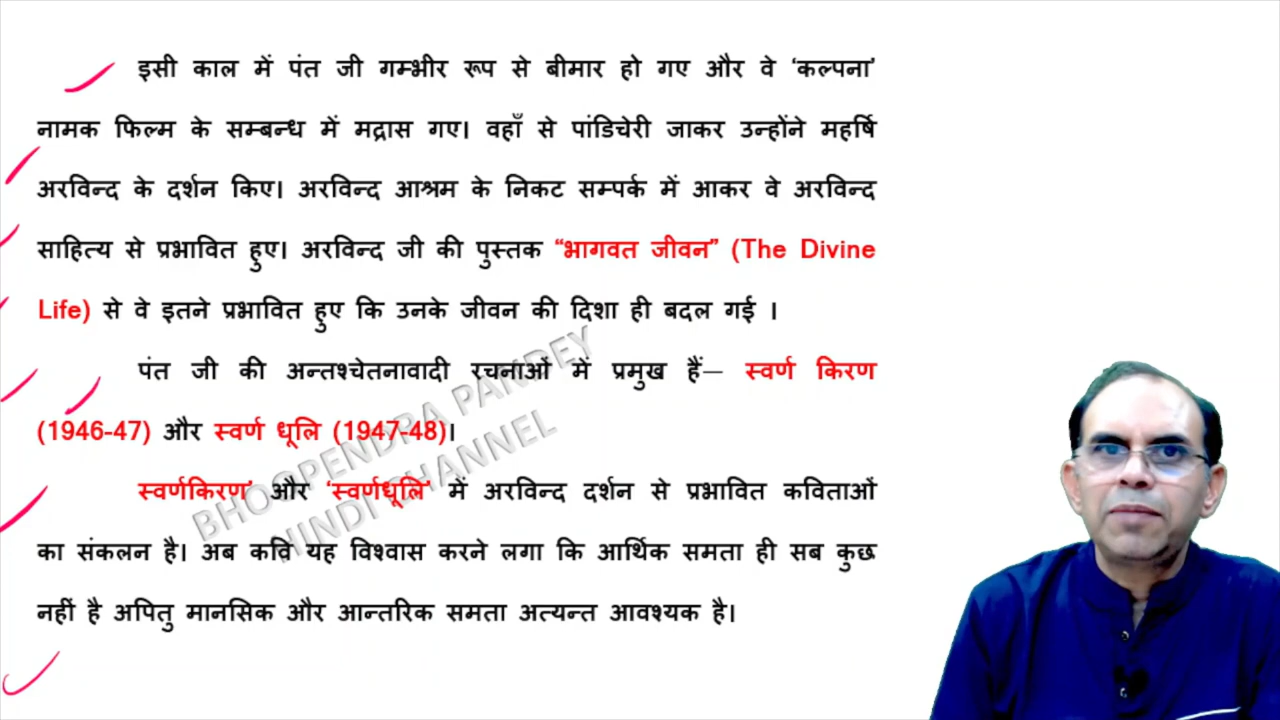 इसी काल में पंत जी गम्भीर रूप से बीमार हो गए और वे ‘कल्पना’
नामक फिल्म के सम्बन्ध में मद्रास गए। वहाँ से पांडिचेरी जाकर उन्होंने महर्षि
अरविन्द के दर्शन किए। अरविन्द आश्रम के निकट सम्पर्क में आकर वे अरविन्द
साहित्य से प्रभावित हुए। अरविन्द जी की पुस्तक “भागवत जीवन” (The Divine
Life) से वे इतने प्रभावित हुए कि उनके जीवन की दिशा ही बदल गई ।
पंत जी की अन्तश्चेतनावादी रचनाओं में प्रमुख हैं– स्वर्ण किरण
(1946-47) और स्वर्ण धूलि (1947-48)।
स्वर्णकिरण’ और ‘स्वर्णधूलि’ में अरविन्द दर्शन से प्रभावित कविताओं
का संकलन है। अब कवि यह विश्वास करने लगा कि आर्थिक समता ही सब कुछ
नहीं है अपितु मानसिक और आन्तरिक समता अत्यन्त आवश्यक है।
BHOOPENDRA PANDEY
HINDI CHANNEL